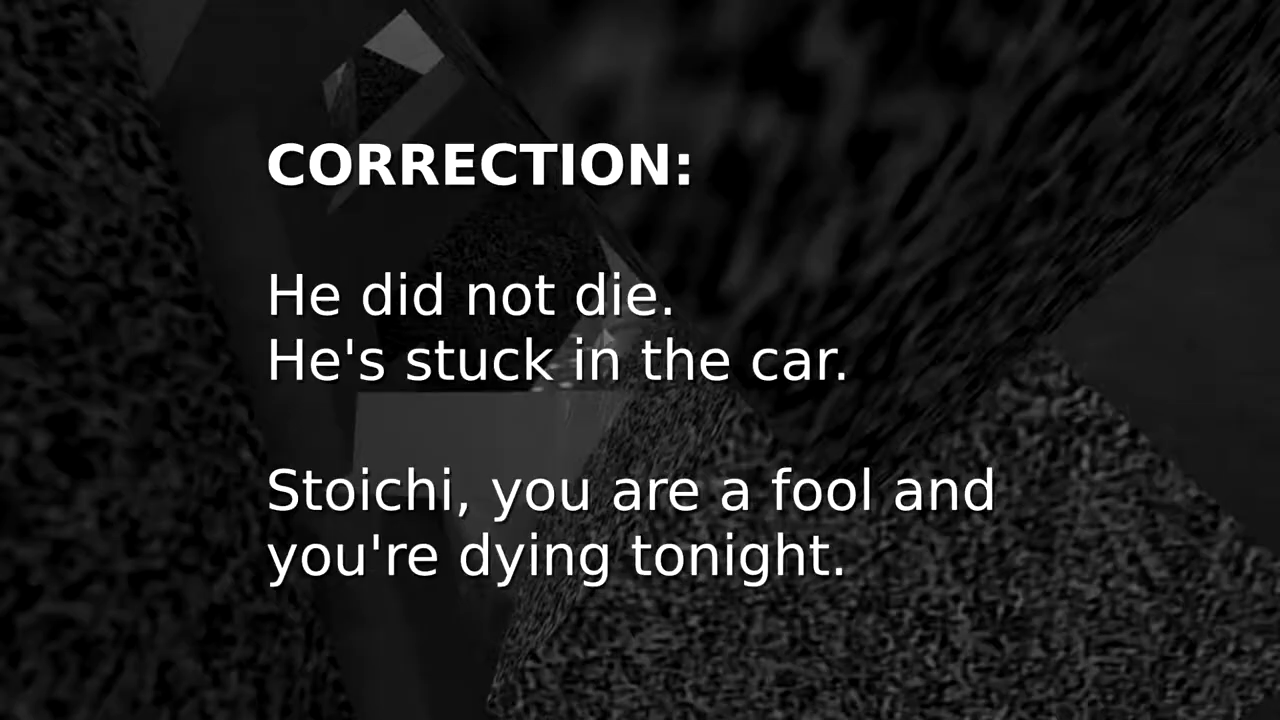 CORRECTION:
He did not die.
He's stuck in the car.
Stoichi, you are a fool and
you're dying tonight.